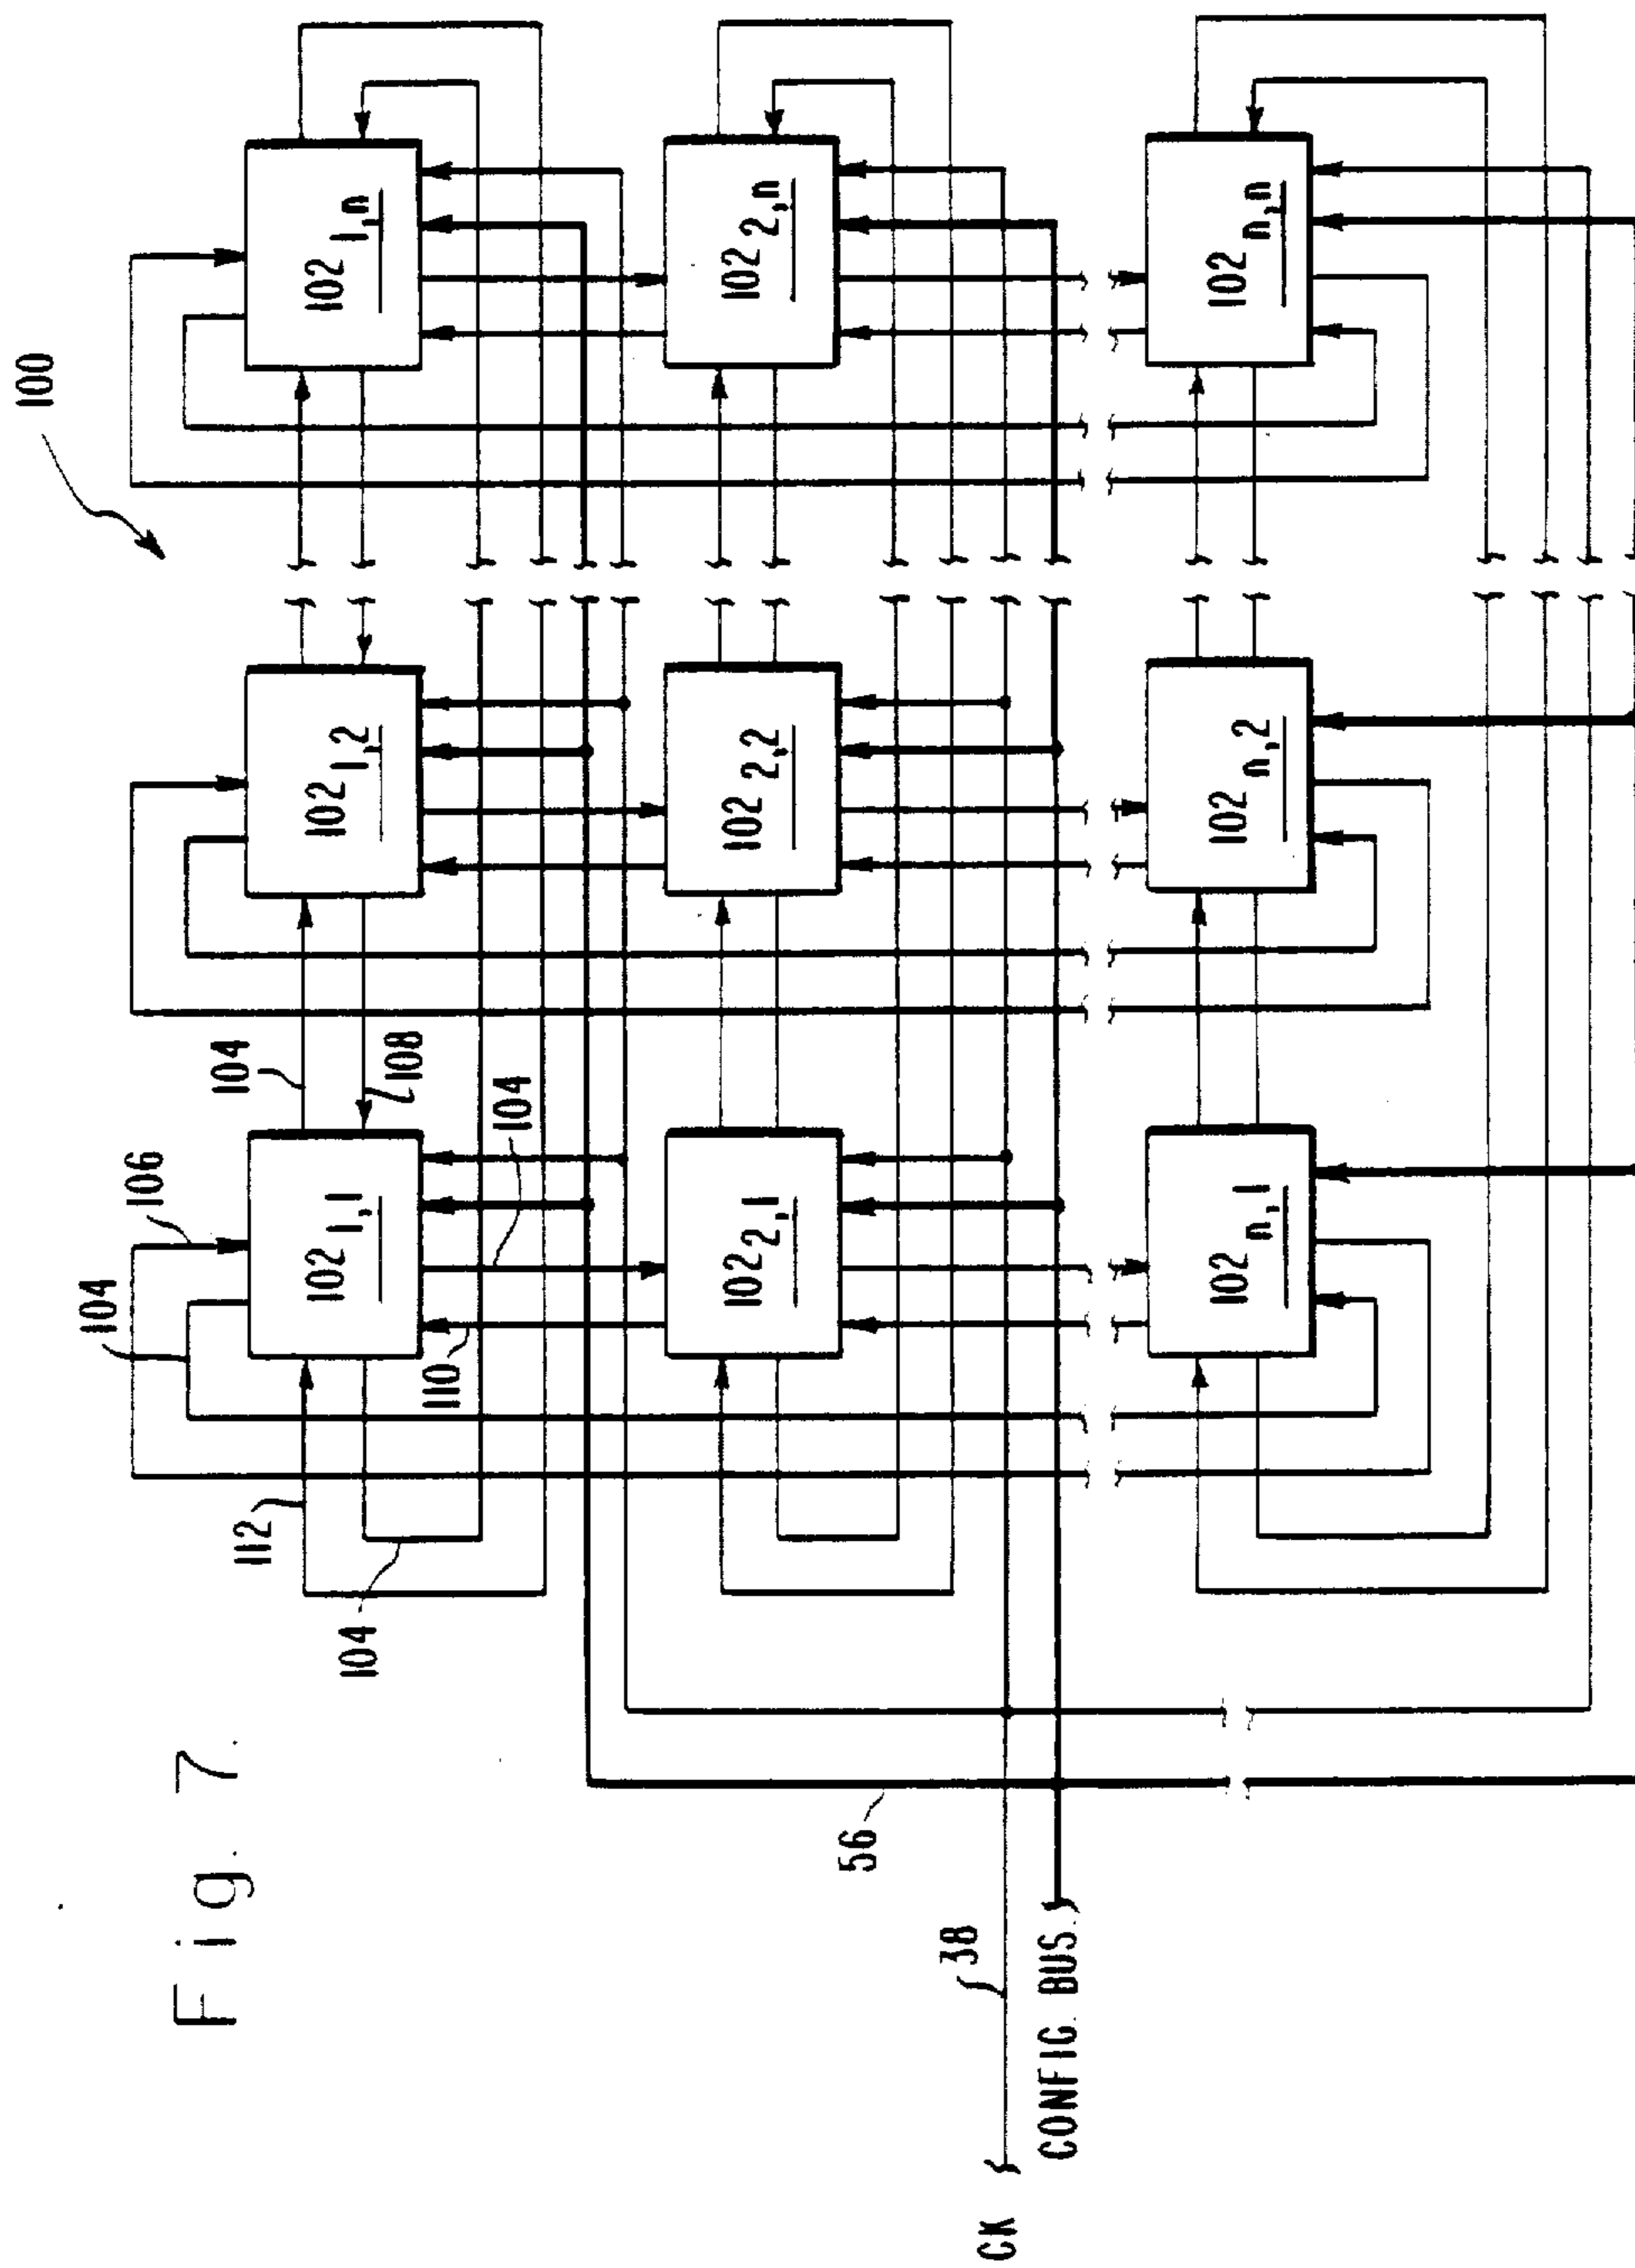 Fig. 7.
100
104
106
112
104
108
104
104
110
102 1,1
102 1,2
102 1,n
102 2,1
102 2,2
102 2,n
102 n,1
102 n,2
102 n,n
56
38
CK
CONFIG. BUS.